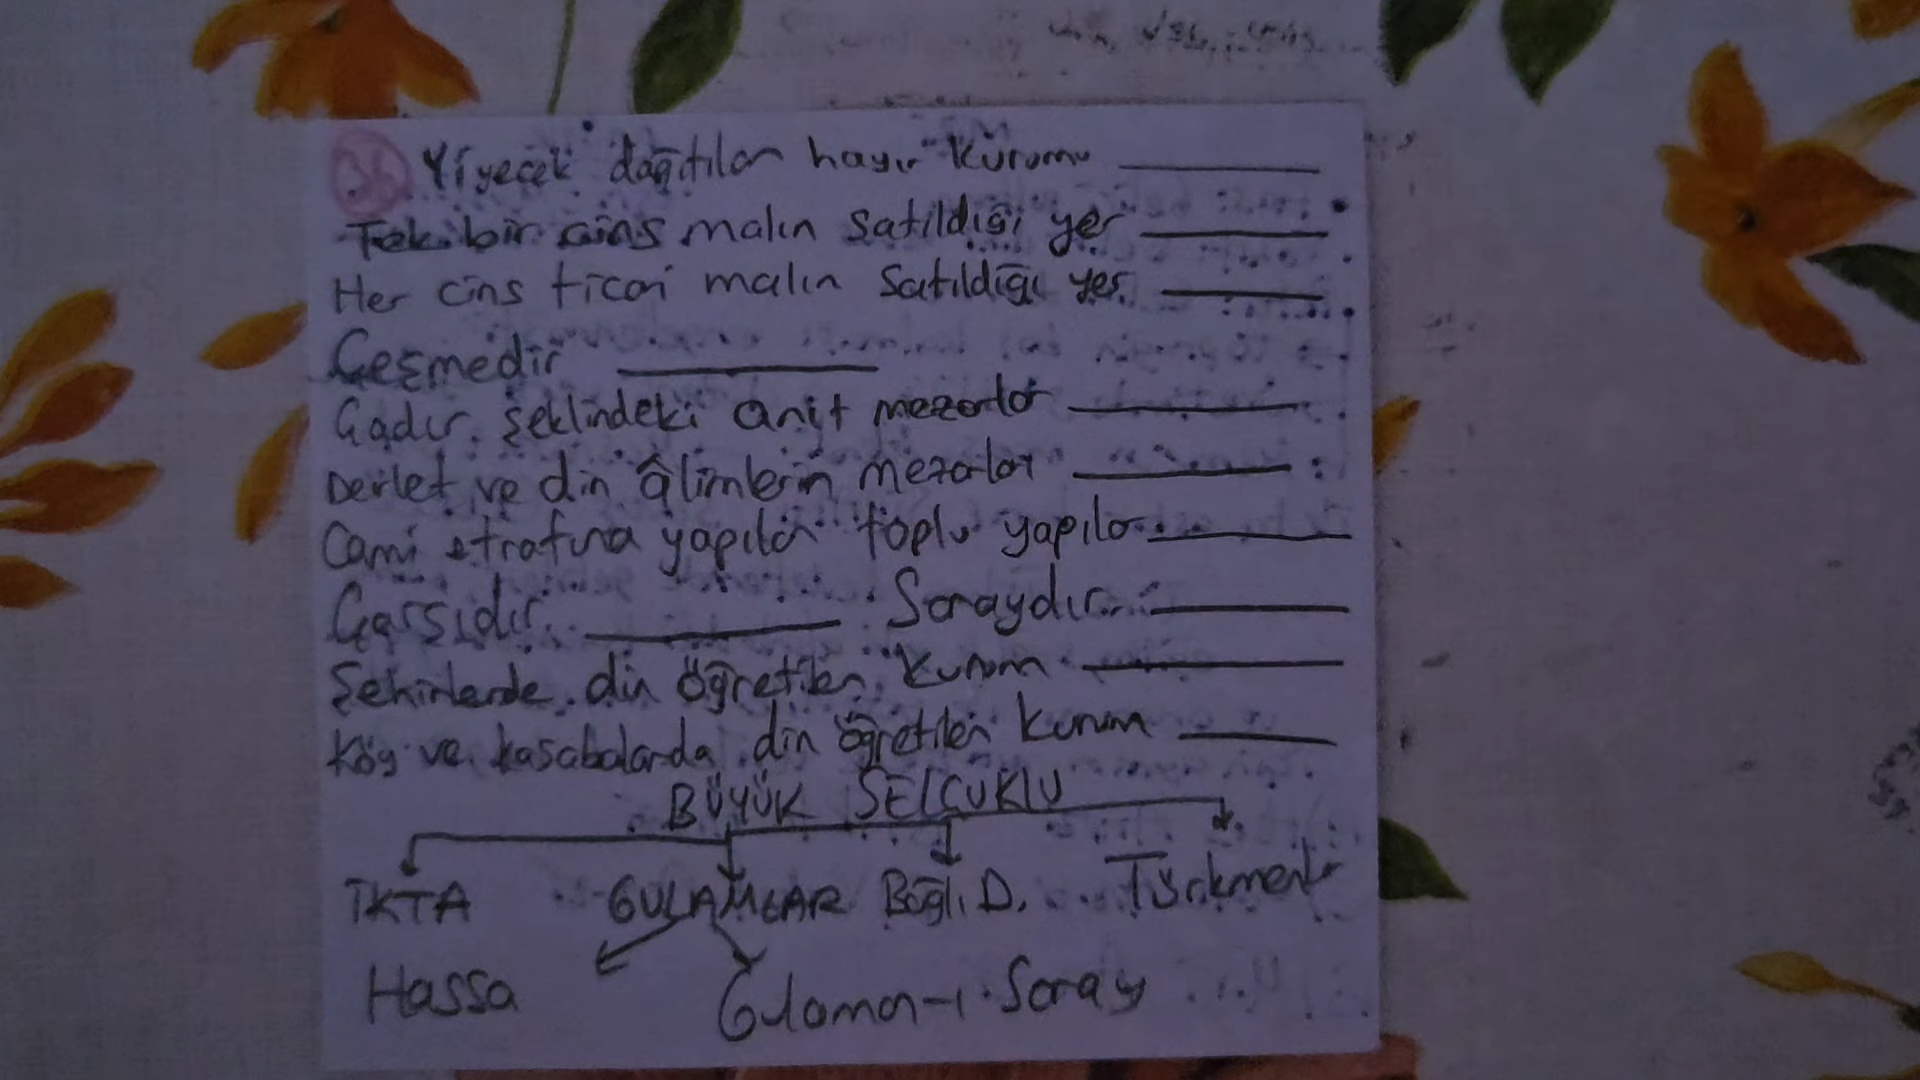 36 Yiyecek dağıtılan hayır kurumu
Tek bir cins malın satıldığı yer
Her cins ticari malın satıldığı yer
Çeşmedir
Çadır şeklindeki anıt mezarlar
Devlet ve din âlimlerin mezarları
Cami etrafına yapılan toplu yapılar
Çarşıdır Saraydır
Şehirlerde din öğretilen kurum
Köy ve kasabalarda din öğretilen kurum
BÜYÜK SELÇUKLU
İKTA GULAMLAR Bağlı D. Türkmenler
Hassa Gulaman-ı Saray